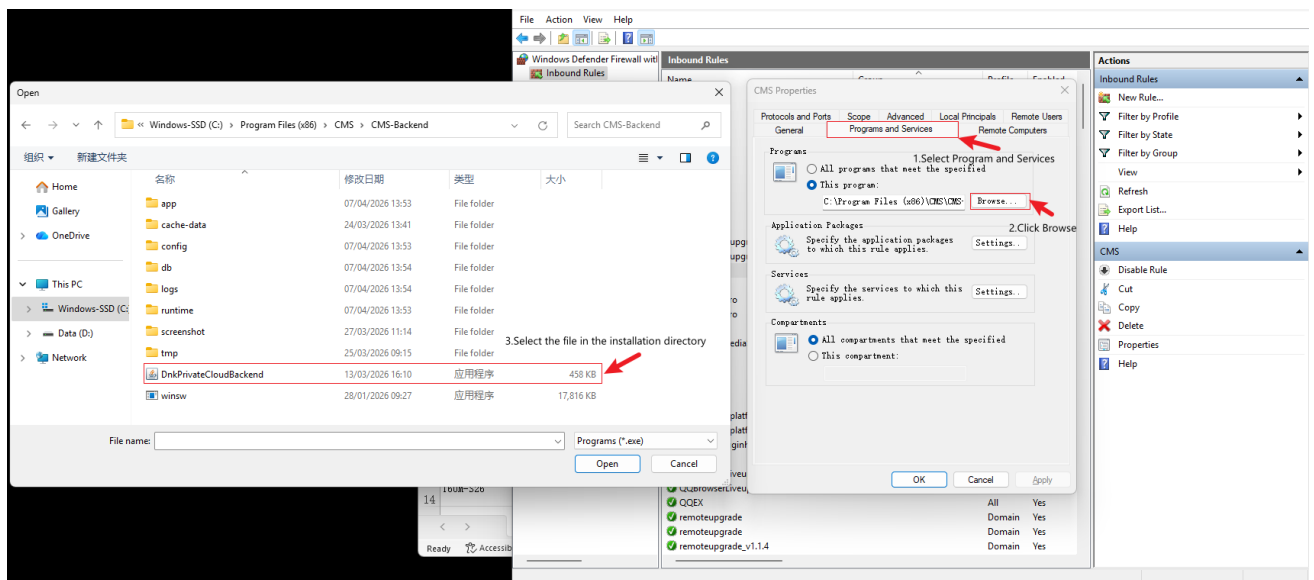 File Action View Help
Windows Defender Firewall with
Inbound Rules
Inbound Rules
Name
Group
Profile Enabled
Open
« Windows-SSD (C:) › Program Files (x86) › CMS › CMS-Backend
Search CMS-Backend
组织 新建文件夹
Home
Gallery
OneDrive
This PC
Windows-SSD (C:
Data (D:)
Network
名称 修改日期 类型 大小
app 07/04/2026 13:53 File folder
cache-data 24/03/2026 13:41 File folder
config 07/04/2026 13:53 File folder
db 07/04/2026 13:54 File folder
logs 07/04/2026 13:54 File folder
runtime 07/04/2026 13:53 File folder
screenshot 27/03/2026 11:14 File folder
tmp 25/03/2026 09:15 File folder
DnkPrivateCloudBackend 13/03/2026 16:10 应用程序 458 KB
winsw 28/01/2026 09:27 应用程序 17,816 KB
3.Select the file in the installation directory
File name:
Programs (*.exe)
Open Cancel
14
160M-S26
Ready Accessib
CMS Properties
Protocols and Ports Scope Advanced Local Principals Remote Users
General Programs and Services Remote Computers
1.Select Program and Services
Programs
All programs that meet the specified
This program:
C:\Program Files (x86)\CMS\CMS- Browse...
2.Click Browse
Application Packages
Specify the application packages
to which this rule applies.
Settings..
Services
Specify the services to which this
rule applies.
Settings..
Compartments
All compartments that meet the specified
This compartment:
OK Cancel Apply
QQBrowserLiveup
QQEX All Yes
remoteupgrade Domain Yes
remoteupgrade Domain Yes
remoteupgrade_v1.1.4 Domain Yes
Actions
Inbound Rules
New Rule...
Filter by Profile
Filter by State
Filter by Group
View
Refresh
Export List...
Help
CMS
Disable Rule
Cut
Copy
Delete
Properties
Help